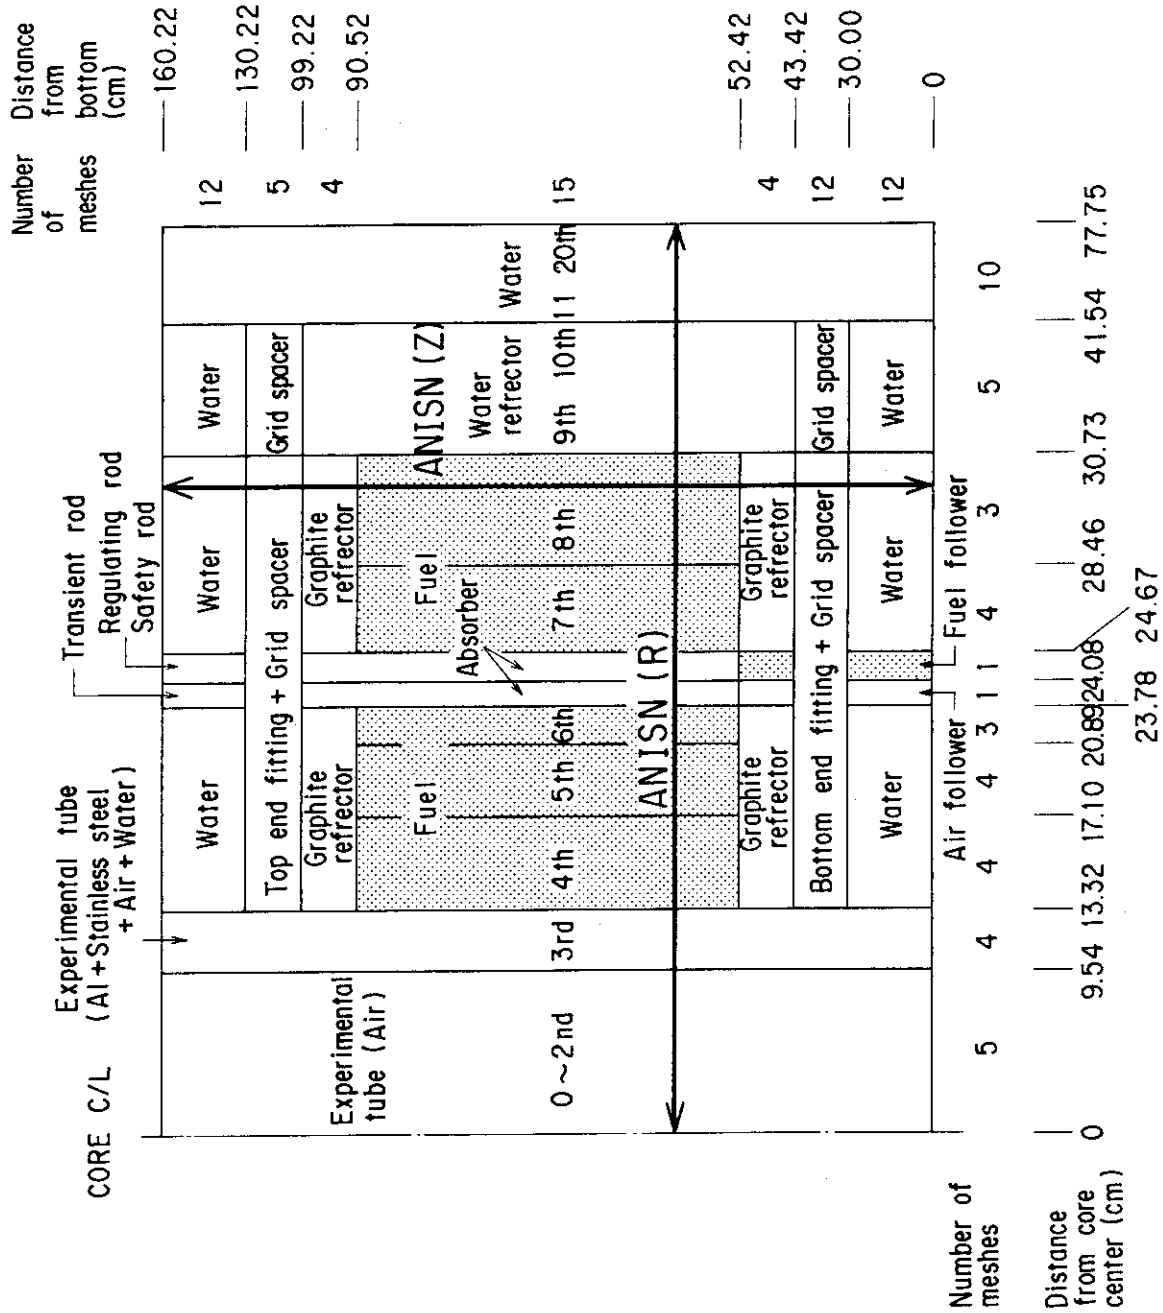 Number of meshes
Distance from bottom (cm)
CORE C/L
Experimental tube
(Al+Stainless steel
+ Air+Water)
Transient rod
Regulating rod
Safety rod
12
160.22
Water
Water
Water
130.22
5
Top end fitting + Grid spacer
Grid spacer
99.22
4
Graphite
refrector
Graphite
refrector
90.52
Experimental
tube (Air)
Fuel
Fuel
ANISN (Z)
Absorber
Water
refrector
Water
0~2nd
3rd
4th
5th
6th
7th
8th
9th
10th
11
20th
15
ANISN (R)
52.42
4
Graphite
refrector
Graphite
refrector
43.42
12
Bottom end fitting + Grid spacer
Grid spacer
30.00
12
Water
Water
Water
0
Air follower
Fuel follower
Number of
meshes
5
4
4
4
3
1
1
4
3
5
10
Distance
from core
center (cm)
0
9.54
13.32
17.10
20.89
24.08
28.46
30.73
41.54
77.75
23.78
24.67